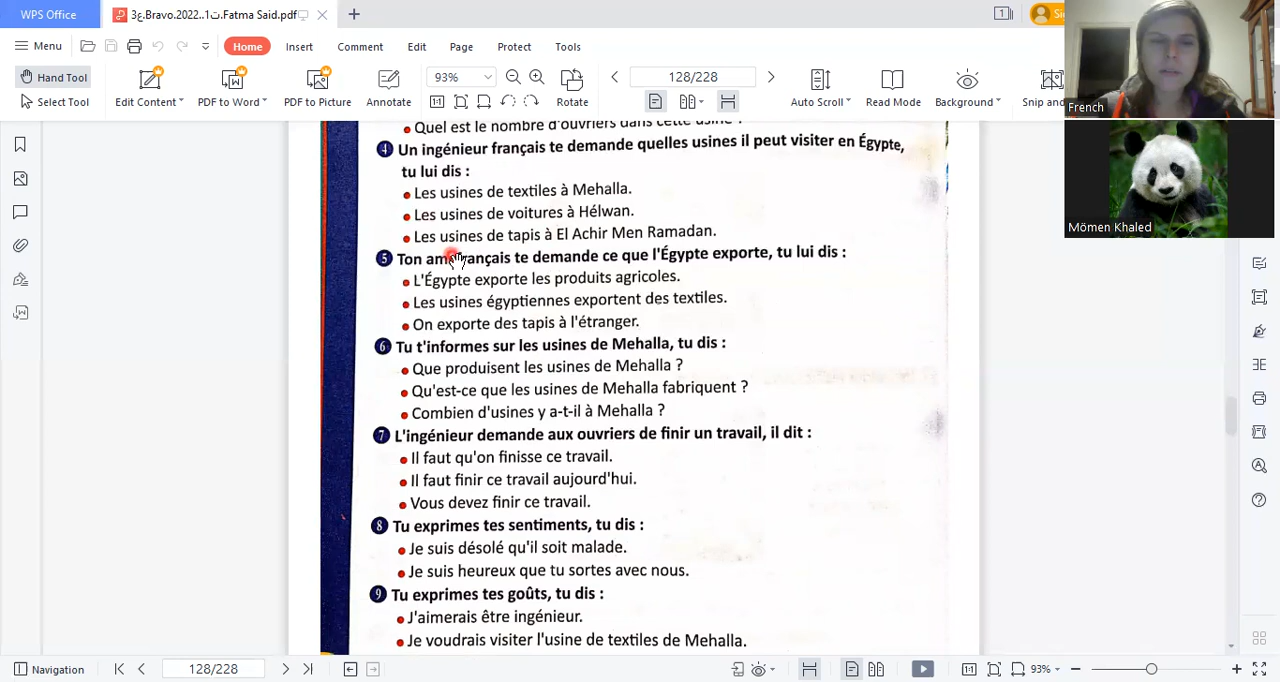 WPS Office
3ع.Bravo.2022..1ت.Fatma Said.pdf
1
Menu
Home
Insert
Comment
Edit
Page
Protect
Tools
Hand Tool
Select Tool
Edit Content
PDF to Word
PDF to Picture
Annotate
93%
Rotate
128/228
Auto Scroll
Read Mode
Background
Snip and
French
Mömen Khaled
Quel est le nombre d'ouvriers dans cette usine ?
4 Un ingénieur français te demande quelles usines il peut visiter en Égypte,
tu lui dis :
• Les usines de textiles à Mehalla.
• Les usines de voitures à Hélwan.
• Les usines de tapis à El Achir Men Ramadan.
5 Ton ami français te demande ce que l'Égypte exporte, tu lui dis :
• L'Égypte exporte les produits agricoles.
• Les usines égyptiennes exportent des textiles.
• On exporte des tapis à l'étranger.
6 Tu t'informes sur les usines de Mehalla, tu dis :
• Que produisent les usines de Mehalla ?
• Qu'est-ce que les usines de Mehalla fabriquent ?
• Combien d'usines y a-t-il à Mehalla ?
7 L'ingénieur demande aux ouvriers de finir un travail, il dit :
• Il faut qu'on finisse ce travail.
• Il faut finir ce travail aujourd'hui.
• Vous devez finir ce travail.
8 Tu exprimes tes sentiments, tu dis :
• Je suis désolé qu'il soit malade.
• Je suis heureux que tu sortes avec nous.
9 Tu exprimes tes goûts, tu dis :
• J'aimerais être ingénieur.
• Je voudrais visiter l'usine de textiles de Mehalla.
Navigation
128/228
93%